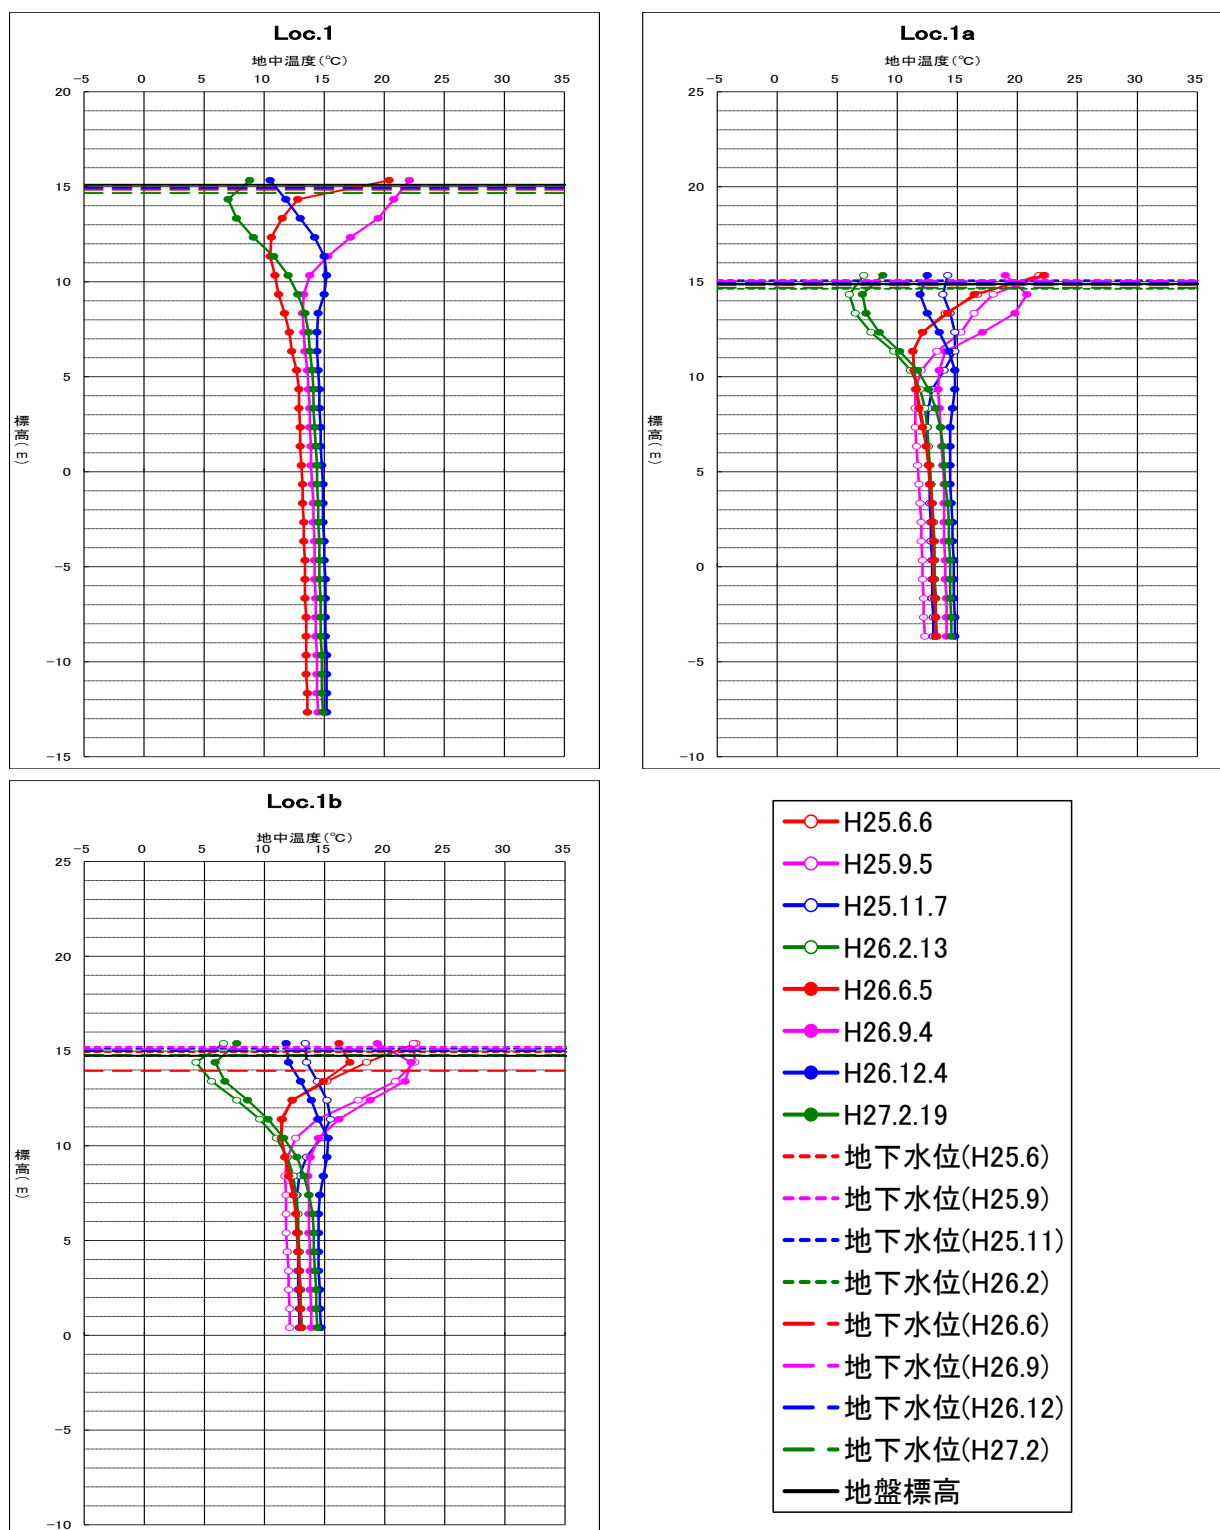 Loc.1
地中温度(℃)
-5 0 5 10 15 20 25 30 35
20
15
10
5
0
-5
-10
-15
標高(m)
Loc.1a
地中温度(℃)
-5 0 5 10 15 20 25 30 35
25
20
15
10
5
0
-5
-10
標高(m)
Loc.1b
地中温度(℃)
-5 0 5 10 15 20 25 30 35
25
20
15
10
5
0
-5
-10
標高(m)
H25.6.6
H25.9.5
H25.11.7
H26.2.13
H26.6.5
H26.9.4
H26.12.4
H27.2.19
地下水位(H25.6)
地下水位(H25.9)
地下水位(H25.11)
地下水位(H26.2)
地下水位(H26.6)
地下水位(H26.9)
地下水位(H26.12)
地下水位(H27.2)
地盤標高